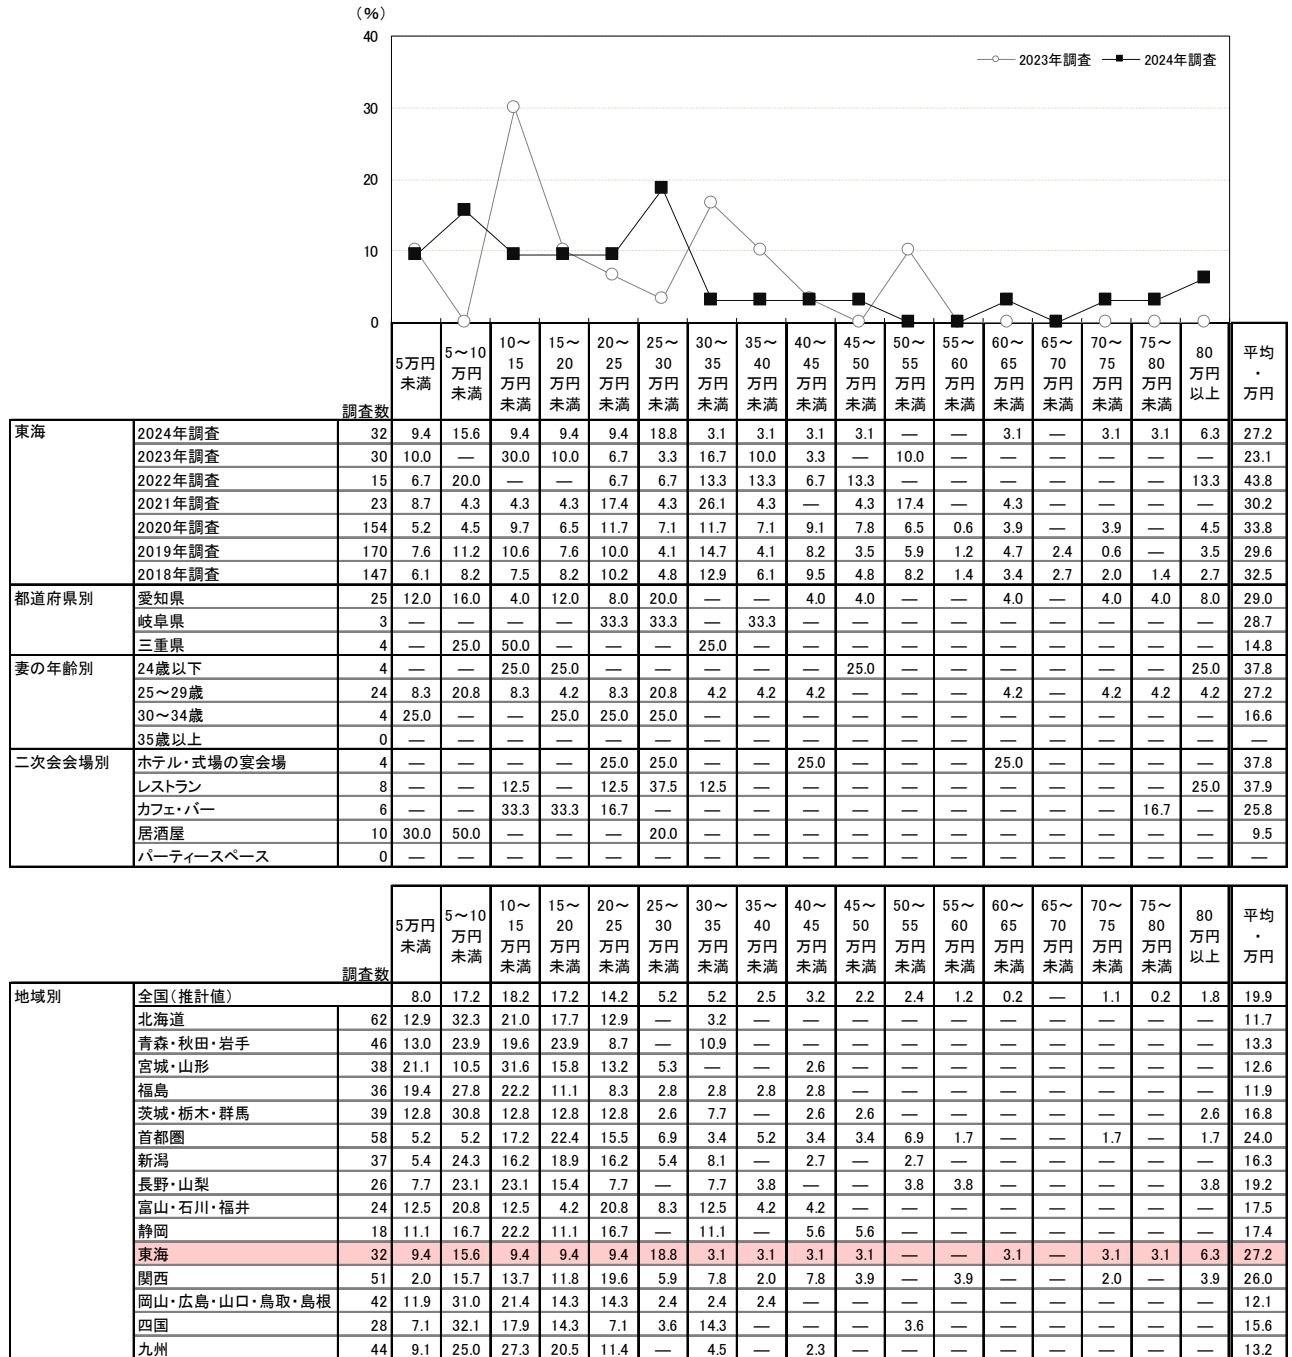 （％）
40
30
20
10
0
2023年調査 2024年調査
調査数 5万円未満 5～10万円未満 10～15万円未満 15～20万円未満 20～25万円未満 25～30万円未満 30～35万円未満 35～40万円未満 40～45万円未満 45～50万円未満 50～55万円未満 55～60万円未満 60～65万円未満 65～70万円未満 70～75万円未満 75～80万円未満 80万円以上 平均・万円
東海 2024年調査 32 9.4 15.6 9.4 9.4 9.4 18.8 3.1 3.1 3.1 3.1 — — 3.1 — 3.1 3.1 6.3 27.2
2023年調査 30 10.0 — 30.0 10.0 6.7 3.3 16.7 10.0 3.3 — 10.0 — — — — — — 23.1
2022年調査 15 6.7 20.0 — — 6.7 6.7 13.3 13.3 6.7 13.3 — — — — — — 13.3 43.8
2021年調査 23 8.7 4.3 4.3 4.3 17.4 4.3 26.1 4.3 — 4.3 17.4 — 4.3 — — — — 30.2
2020年調査 154 5.2 4.5 9.7 6.5 11.7 7.1 11.7 7.1 9.1 7.8 6.5 0.6 3.9 — 3.9 — 4.5 33.8
2019年調査 170 7.6 11.2 10.6 7.6 10.0 4.1 14.7 4.1 8.2 3.5 5.9 1.2 4.7 2.4 0.6 — 3.5 29.6
2018年調査 147 6.1 8.2 7.5 8.2 10.2 4.8 12.9 6.1 9.5 4.8 8.2 1.4 3.4 2.7 2.0 1.4 2.7 32.5
都道府県別 愛知県 25 12.0 16.0 4.0 12.0 8.0 20.0 — — 4.0 4.0 — — 4.0 — 4.0 4.0 8.0 29.0
岐阜県 3 — — — — 33.3 33.3 — 33.3 — — — — — — — — — 28.7
三重県 4 — 25.0 50.0 — — — 25.0 — — — — — — — — — — 14.8
妻の年齢別 24歳以下 4 — — 25.0 25.0 — — — — — 25.0 — — — — — — 25.0 37.8
25～29歳 24 8.3 20.8 8.3 4.2 8.3 20.8 4.2 4.2 4.2 — — — 4.2 — 4.2 4.2 4.2 27.2
30～34歳 4 25.0 — — 25.0 25.0 25.0 — — — — — — — — — — — 16.6
35歳以上 0 — — — — — — — — — — — — — — — — — —
二次会会場別 ホテル・式場の宴会場 4 — — — — 25.0 25.0 — — 25.0 — — — 25.0 — — — — 37.8
レストラン 8 — — 12.5 — 12.5 37.5 12.5 — — — — — — — — — 25.0 37.9
カフェ・バー 6 — — 33.3 33.3 16.7 — — — — — — — — — — 16.7 — 25.8
居酒屋 10 30.0 50.0 — — — 20.0 — — — — — — — — — — — 9.5
パーティースペース 0 — — — — — — — — — — — — — — — — — —
調査数 5万円未満 5～10万円未満 10～15万円未満 15～20万円未満 20～25万円未満 25～30万円未満 30～35万円未満 35～40万円未満 40～45万円未満 45～50万円未満 50～55万円未満 55～60万円未満 60～65万円未満 65～70万円未満 70～75万円未満 75～80万円未満 80万円以上 平均・万円
地域別 全国（推計値） 8.0 17.2 18.2 17.2 14.2 5.2 5.2 2.5 3.2 2.2 2.4 1.2 0.2 — 1.1 0.2 1.8 19.9
北海道 62 12.9 32.3 21.0 17.7 12.9 — 3.2 — — — — — — — — — — 11.7
青森・秋田・岩手 46 13.0 23.9 19.6 23.9 8.7 — 10.9 — — — — — — — — — — 13.3
宮城・山形 38 21.1 10.5 31.6 15.8 13.2 5.3 — — 2.6 — — — — — — — — 12.6
福島 36 19.4 27.8 22.2 11.1 8.3 2.8 2.8 2.8 2.8 — — — — — — — — 11.9
茨城・栃木・群馬 39 12.8 30.8 12.8 12.8 12.8 2.6 7.7 — 2.6 2.6 — — — — — — 2.6 16.8
首都圏 58 5.2 5.2 17.2 22.4 15.5 6.9 3.4 5.2 3.4 3.4 6.9 1.7 — — 1.7 — 1.7 24.0
新潟 37 5.4 24.3 16.2 18.9 16.2 5.4 8.1 — 2.7 — 2.7 — — — — — — 16.3
長野・山梨 26 7.7 23.1 23.1 15.4 7.7 — 7.7 3.8 — — 3.8 3.8 — — — — 3.8 19.2
富山・石川・福井 24 12.5 20.8 12.5 4.2 20.8 8.3 12.5 4.2 4.2 — — — — — — — — 17.5
静岡 18 11.1 16.7 22.2 11.1 16.7 — 11.1 — 5.6 5.6 — — — — — — — 17.4
東海 32 9.4 15.6 9.4 9.4 9.4 18.8 3.1 3.1 3.1 3.1 — — 3.1 — 3.1 3.1 6.3 27.2
関西 51 2.0 15.7 13.7 11.8 19.6 5.9 7.8 2.0 7.8 3.9 — 3.9 — — 2.0 — 3.9 26.0
岡山・広島・山口・鳥取・島根 42 11.9 31.0 21.4 14.3 14.3 2.4 2.4 2.4 — — — — — — — — — 12.1
四国 28 7.1 32.1 17.9 14.3 7.1 3.6 14.3 — — — 3.6 — — — — — — 15.6
九州 44 9.1 25.0 27.3 20.5 11.4 — 4.5 — 2.3 — — — — — — — — 13.2